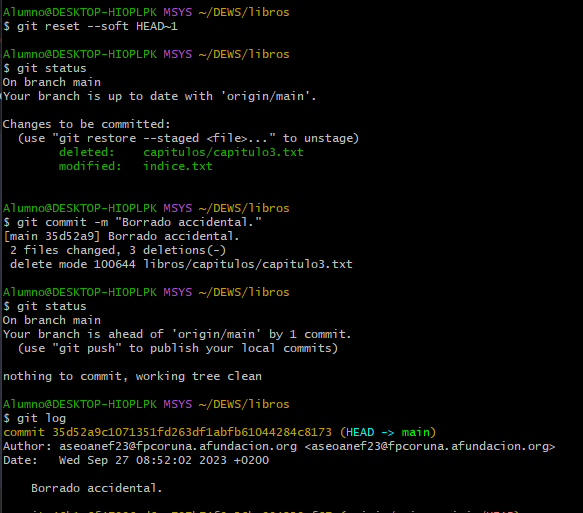 Alumno@DESKTOP-HIOPLPK MSYS ~/DEWS/libros
$ git reset --soft HEAD~1
Alumno@DESKTOP-HIOPLPK MSYS ~/DEWS/libros
$ git status
On branch main
Your branch is up to date with 'origin/main'.
Changes to be committed:
(use "git restore --staged <file>..." to unstage)
deleted: capitulos/capitulo3.txt
modified: indice.txt
Alumno@DESKTOP-HIOPLPK MSYS ~/DEWS/libros
$ git commit -m "Borrado accidental."
[main 35d52a9] Borrado accidental.
2 files changed, 3 deletions(-)
delete mode 100644 libros/capitulos/capitulo3.txt
Alumno@DESKTOP-HIOPLPK MSYS ~/DEWS/libros
$ git status
On branch main
Your branch is ahead of 'origin/main' by 1 commit.
(use "git push" to publish your local commits)
nothing to commit, working tree clean
Alumno@DESKTOP-HIOPLPK MSYS ~/DEWS/libros
$ git log
commit 35d52a9c1071351fd263df1abfb61044284c8173 (HEAD -> main)
Author: aseoanef23@fpcoruna.afundacion.org <aseoanef23@fpcoruna.afundacion.org>
Date: Wed Sep 27 08:52:02 2023 +0200
Borrado accidental.